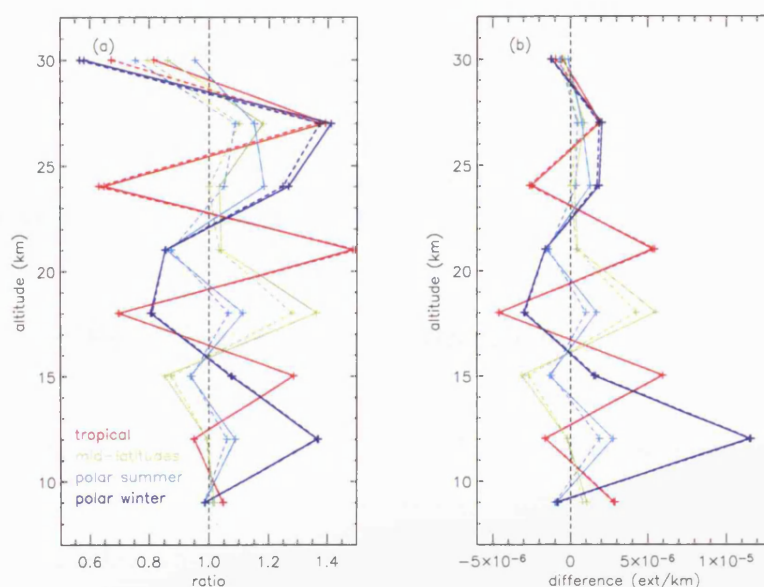 (a)
30
25
20
15
10
altitude (km)
tropical
mid-latitudes
polar summer
polar winter
0.6 0.8 1.0 1.2 1.4
ratio
(b)
30
25
20
15
10
altitude (km)
−5×10⁻⁶ 0 5×10⁻⁶ 1×10⁻⁵
difference (ext/km)